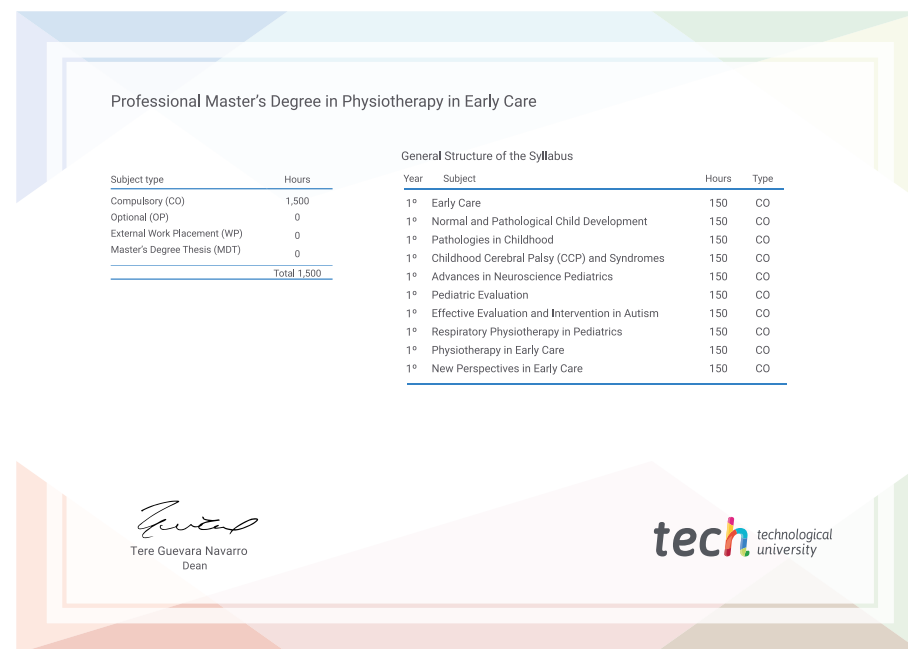 Professional Master's Degree in Physiotherapy in Early Care
General Structure of the Syllabus
Subject type Hours
Compulsory (CO) 1,500
Optional (OP) 0
External Work Placement (WP) 0
Master's Degree Thesis (MDT) 0
Total 1,500
Year Subject Hours Type
1º Early Care 150 CO
1º Normal and Pathological Child Development 150 CO
1º Pathologies in Childhood 150 CO
1º Childhood Cerebral Palsy (CCP) and Syndromes 150 CO
1º Advances in Neuroscience Pediatrics 150 CO
1º Pediatric Evaluation 150 CO
1º Effective Evaluation and Intervention in Autism 150 CO
1º Respiratory Physiotherapy in Pediatrics 150 CO
1º Physiotherapy in Early Care 150 CO
1º New Perspectives in Early Care 150 CO
Tere Guevara Navarro
Dean
tech technological
university